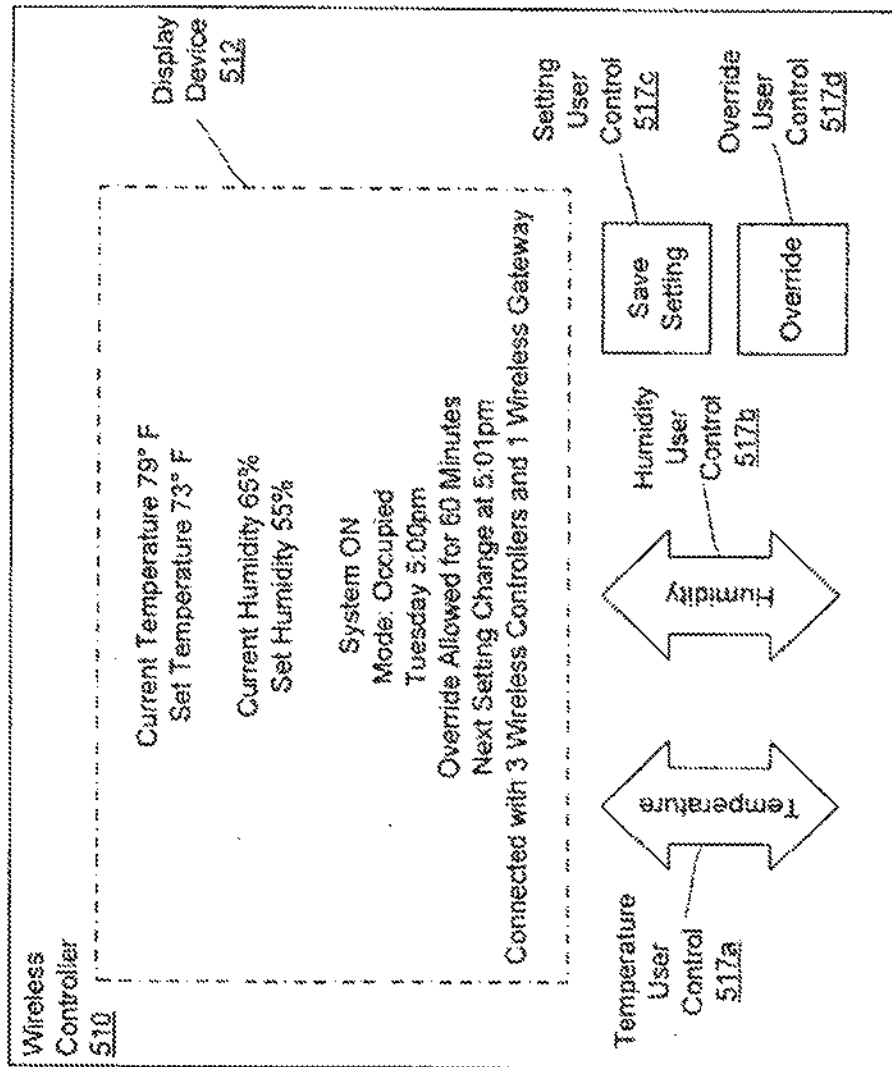 Wireless
Controller
510
Display
Device
512
Current Temperature 79° F
Set Temperature 73° F
Current Humidity 65%
Set Humidity 55%
System ON
Mode: Occupied
Tuesday 5:00pm
Override Allowed for 60 Minutes
Next Setting Change at 5:01pm
Connected with 3 Wireless Controllers and 1 Wireless Gateway
Temperature
User
Control
517a
Temperature
Humidity
Humidity
User
Control
517b
Save
Setting
Setting
User
Control
517c
Override
Override
User
Control
517d